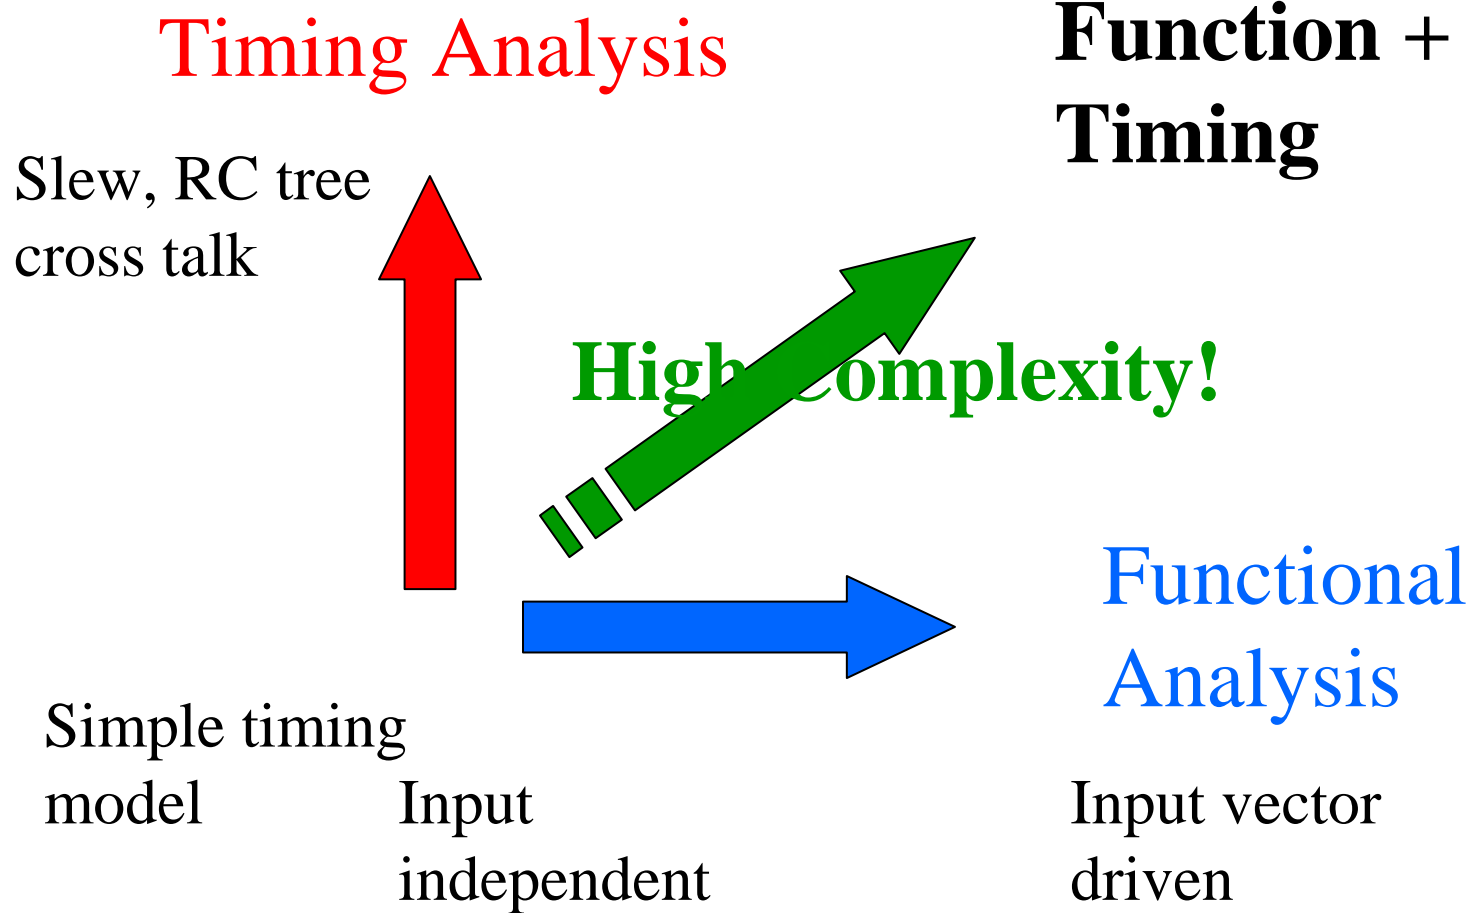 Timing Analysis
Function +
Timing
Slew, RC tree
cross talk
High Complexity!
Functional
Analysis
Simple timing
model
Input
independent
Input vector
driven